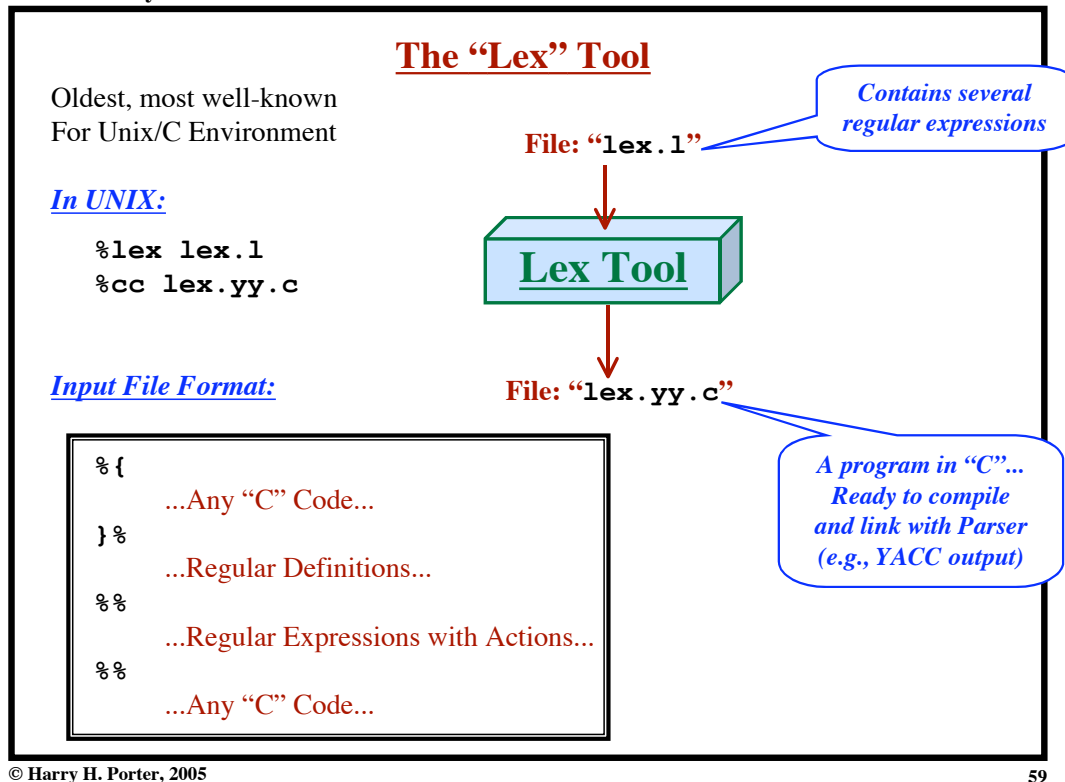 The “Lex” Tool
Oldest, most well-known
For Unix/C Environment
In UNIX:
%lex lex.l
%cc lex.yy.c
File: “lex.l”
Contains several
regular expressions
Lex Tool
File: “lex.yy.c”
A program in “C”...
Ready to compile
and link with Parser
(e.g., YACC output)
Input File Format:
%{
...Any “C” Code...
}%
...Regular Definitions...
%%
...Regular Expressions with Actions...
%%
...Any “C” Code...
© Harry H. Porter, 2005
59